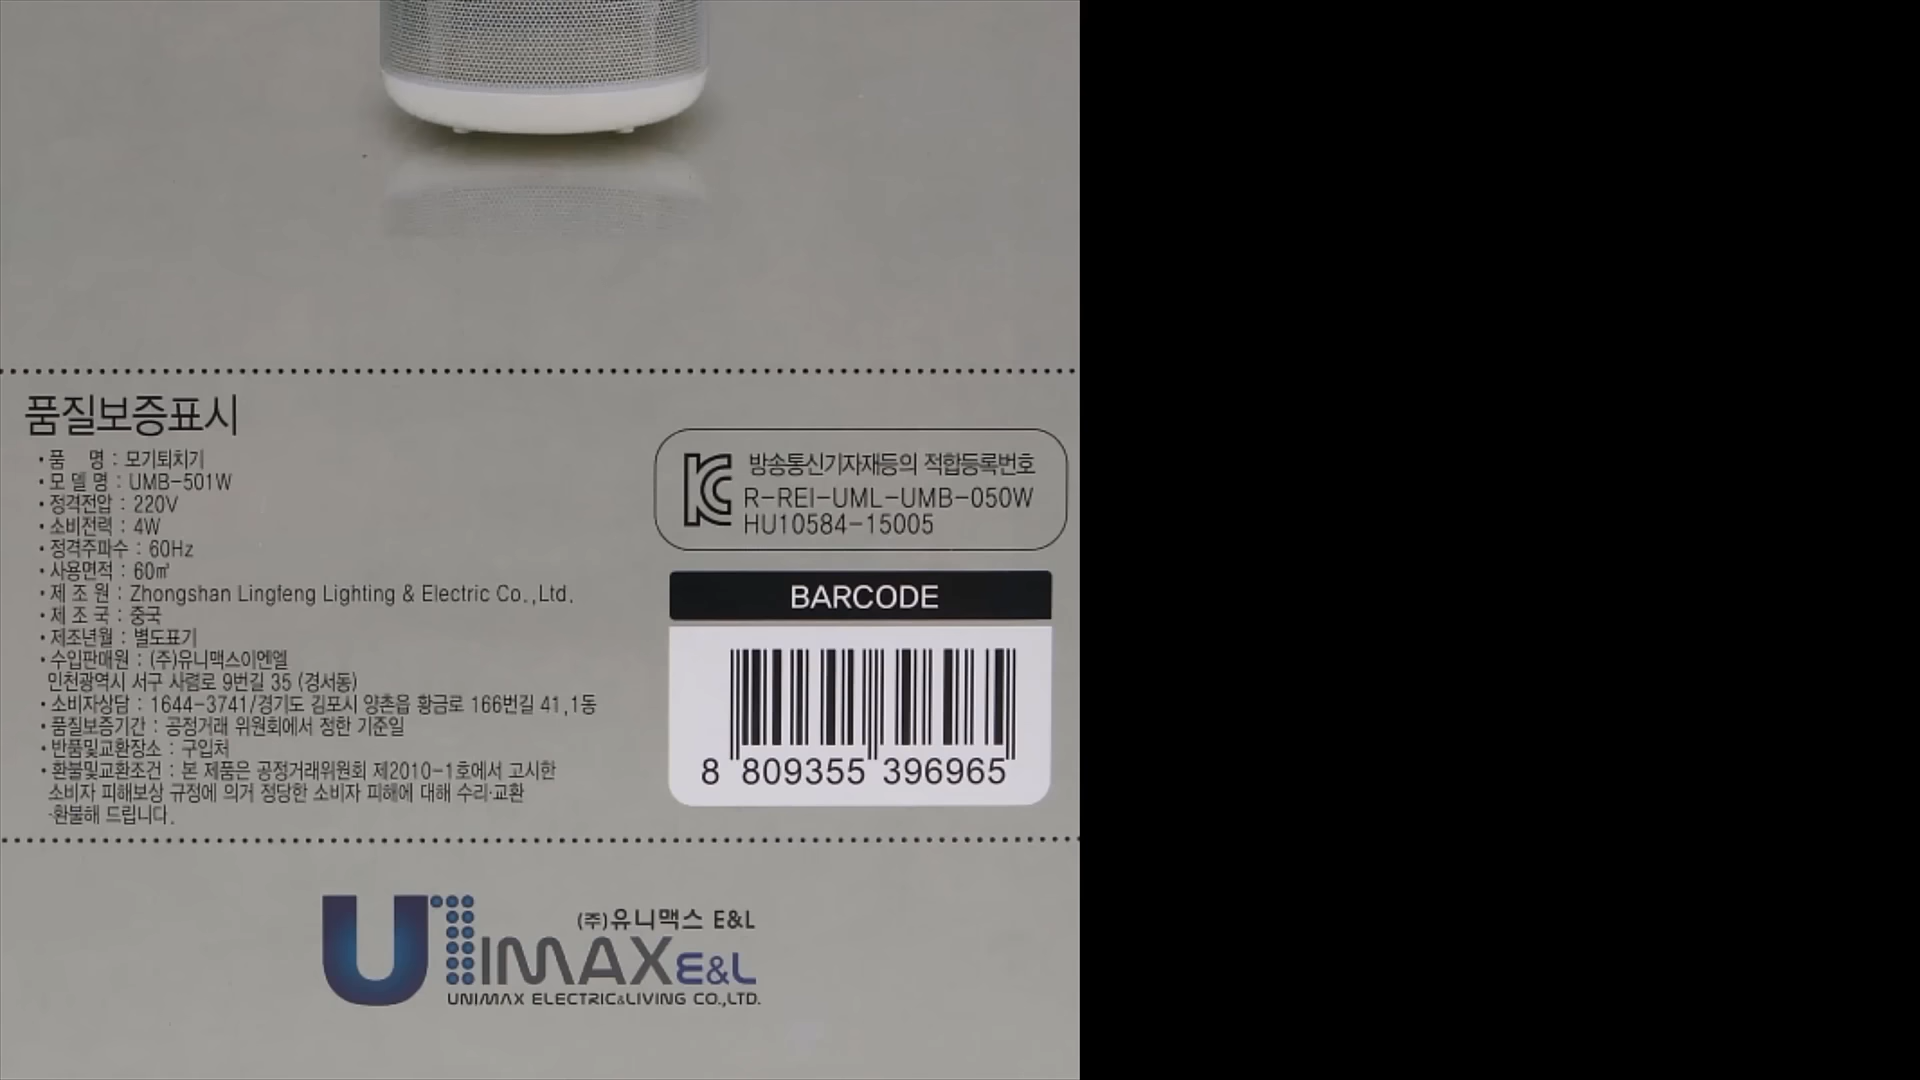 품질보증표시
· 품 명 : 모기퇴치기
· 모 델 명 : UMB-501W
· 정격전압 : 220V
· 소비전력 : 4W
· 정격주파수 : 60Hz
· 사용면적 : 60㎡
· 제 조 원 : Zhongshan Lingfeng Lighting & Electric Co.,Ltd.
· 제 조 국 : 중국
· 제조년월 : 별도표기
· 수입판매원 : (주)유니맥스이엔엘
인천광역시 서구 사렴로 9번길 35 (경서동)
· 소비자상담 : 1644-3741/경기도 김포시 양촌읍 황금로 166번길 41,1동
· 품질보증기간 : 공정거래 위원회에서 정한 기준일
· 반품및교환장소 : 구입처
· 환불및교환조건 : 본 제품은 공정거래위원회 제2010-1호에서 고시한
소비자 피해보상 규정에 의거 정당한 소비자 피해에 대해 수리·교환
·환불해 드립니다.
방송통신기자재등의 적합등록번호
R-REI-UML-UMB-050W
HU10584-15005
BARCODE
8 809355 396965
(주)유니맥스 E&L
UNIMAX E&L
UNIMAX ELECTRIC&LIVING CO.,LTD.